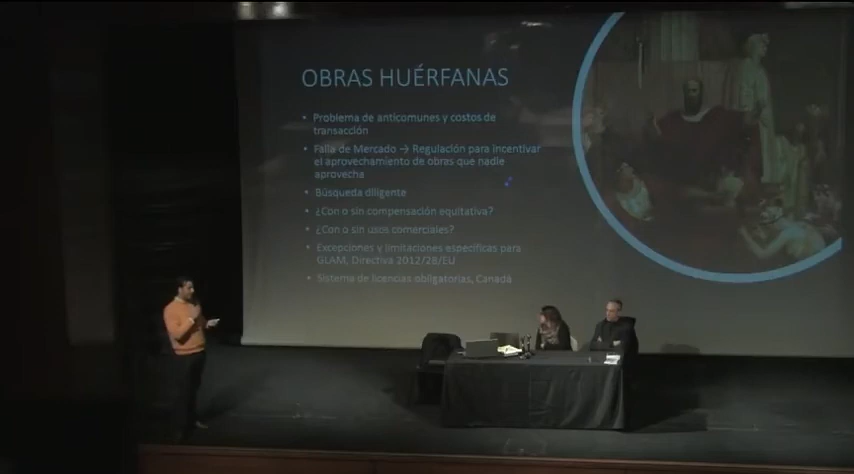 OBRAS HUÉRFANAS
• Problema de anticomunes y costos de
transacción
• Falla de Mercado → Regulación para incentivar
el aprovechamiento de obras que nadie
aprovecha
• Búsqueda diligente
• ¿Con o sin compensación equitativa?
• ¿Con o sin usos comerciales?
• Excepciones y limitaciones específicas para
GLAM, Directiva 2012/28/EU
• Sistema de licencias obligatorias, Canadá